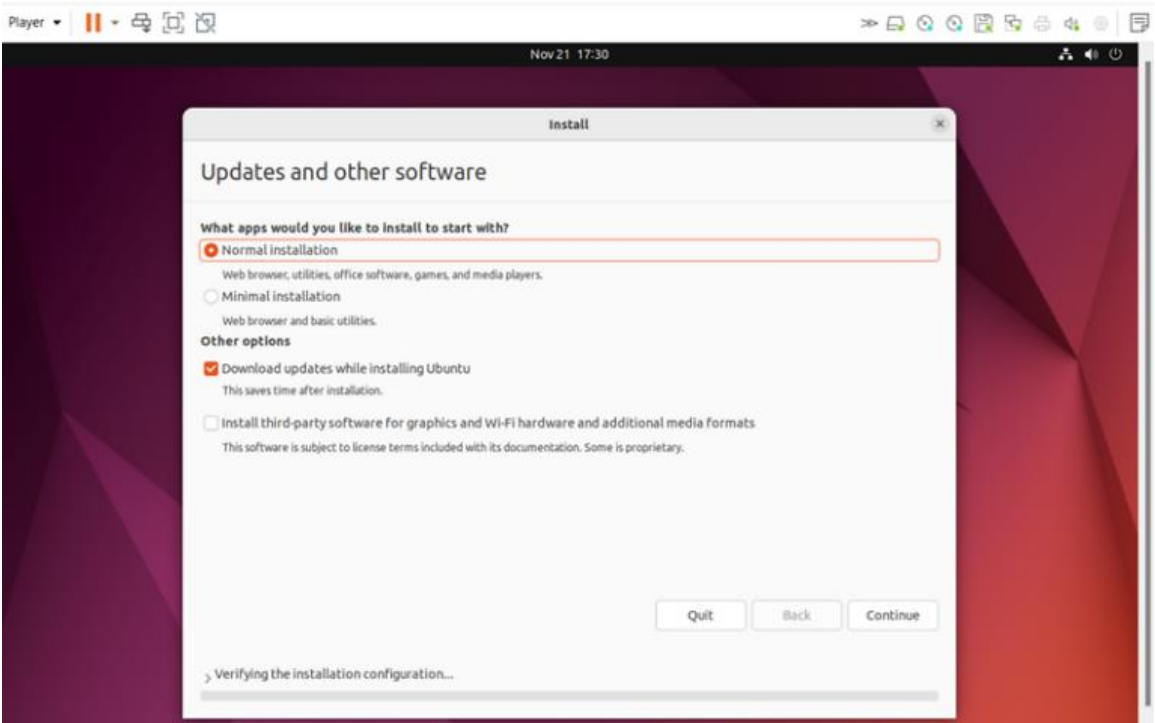 Player
Nov 21 17:30
Install
Updates and other software
What apps would you like to install to start with?
Normal installation
Web browser, utilities, office software, games, and media players.
Minimal installation
Web browser and basic utilities.
Other options
Download updates while installing Ubuntu
This saves time after installation.
Install third-party software for graphics and Wi-Fi hardware and additional media formats
This software is subject to license terms included with its documentation. Some is proprietary.
Quit Back Continue
Verifying the installation configuration...